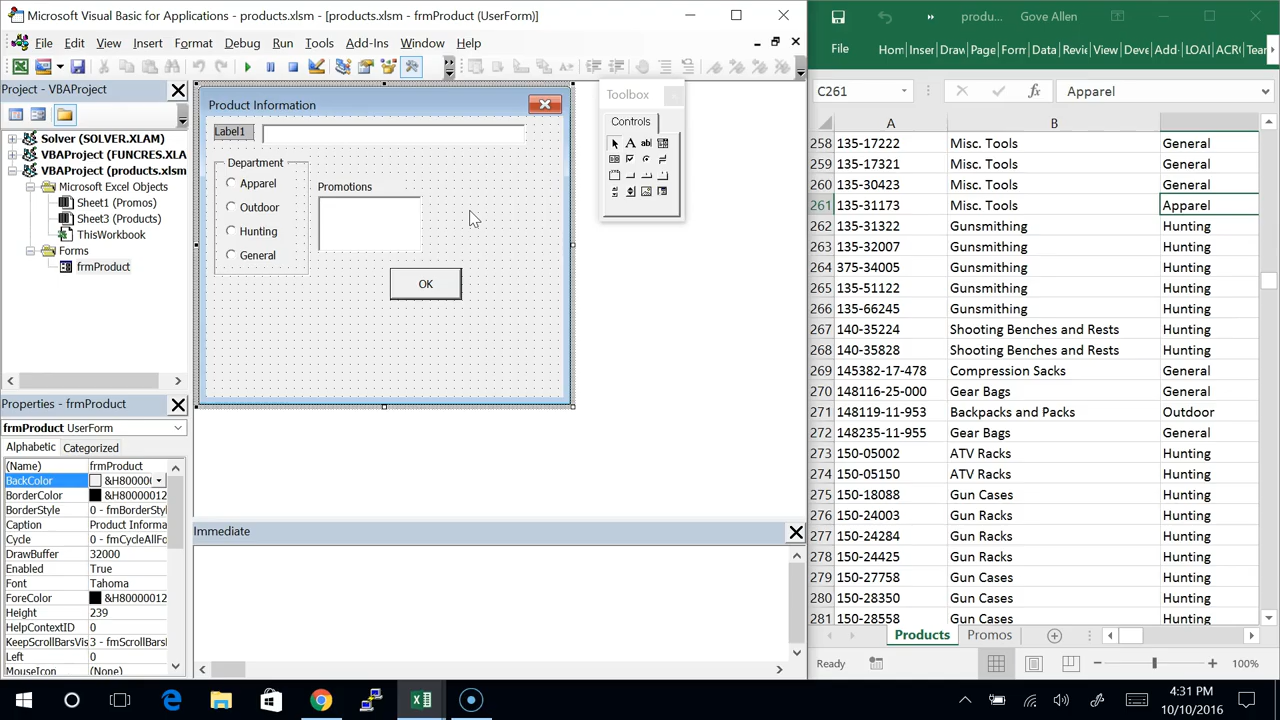 Microsoft Visual Basic for Applications - products.xlsm - [products.xlsm - frmProduct (UserForm)]
File Edit View Insert Format Debug Run Tools Add-Ins Window Help
Project - VBAProject
Solver (SOLVER.XLAM)
VBAProject (FUNCRES.XLA
VBAProject (products.xlsm
Microsoft Excel Objects
Sheet1 (Promos)
Sheet3 (Products)
ThisWorkbook
Forms
frmProduct
Properties - frmProduct
frmProduct UserForm
Alphabetic Categorized
(Name) frmProduct
BackColor &H80000
BorderColor &H80000012
BorderStyle 0 - fmBorderSty
Caption Product Informa
Cycle 0 - fmCycleAllFo
DrawBuffer 32000
Enabled True
Font Tahoma
ForeColor &H80000012
Height 239
HelpContextID 0
KeepScrollBarsVis 3 - fmScrollBars
Left 0
MouseIcon (None)
Product Information
Label1
Department
Apparel
Outdoor
Hunting
General
Promotions
OK
Toolbox
Controls
Immediate
produ... Gove Allen
File Hom Inser Draw Page Form Data Revie View Deve Add- LOAI ACRO Team
C261 fx Apparel
A B
258 135-17222 Misc. Tools General
259 135-17321 Misc. Tools General
260 135-30423 Misc. Tools General
261 135-31173 Misc. Tools Apparel
262 135-31322 Gunsmithing Hunting
263 135-32007 Gunsmithing Hunting
264 375-34005 Gunsmithing Hunting
265 135-51122 Gunsmithing Hunting
266 135-66245 Gunsmithing Hunting
267 140-35224 Shooting Benches and Rests Hunting
268 140-35828 Shooting Benches and Rests Hunting
269 145382-17-478 Compression Sacks General
270 148116-25-000 Gear Bags General
271 148119-11-953 Backpacks and Packs Outdoor
272 148235-11-955 Gear Bags General
273 150-05002 ATV Racks Hunting
274 150-05150 ATV Racks Hunting
275 150-18088 Gun Cases Hunting
276 150-24003 Gun Racks Hunting
277 150-24284 Gun Racks Hunting
278 150-24425 Gun Racks Hunting
279 150-27758 Gun Cases Hunting
280 150-28350 Gun Cases Hunting
281 150-28558 Gun Cases Hunting
Products Promos
Ready 100%
4:31 PM
10/10/2016